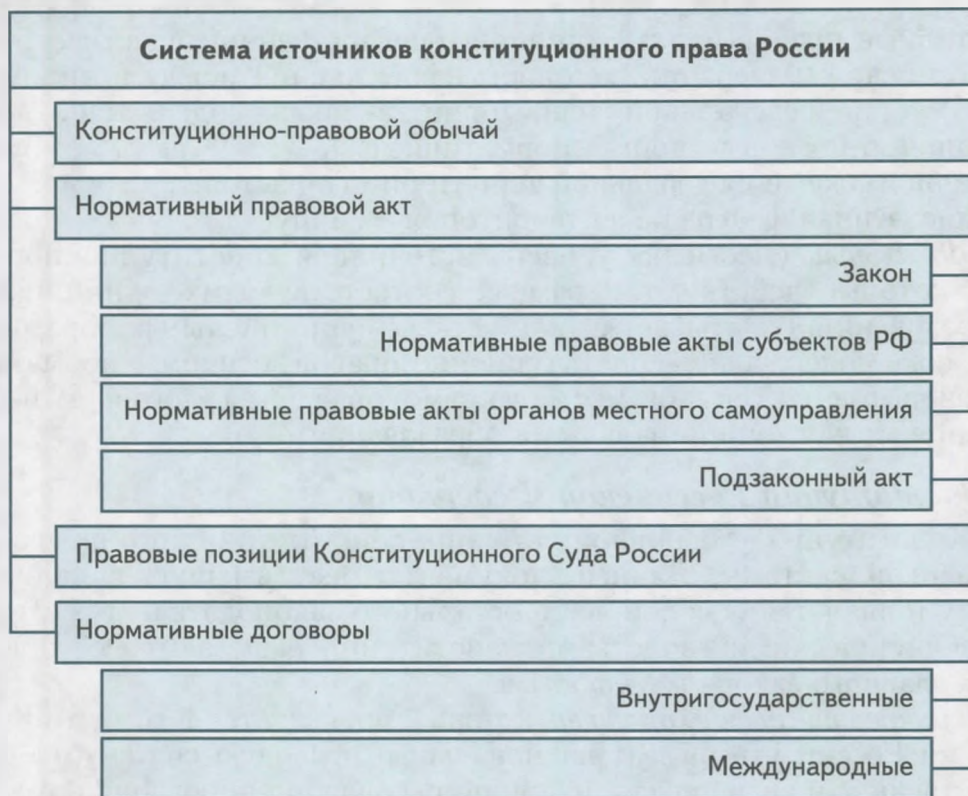 Система источников конституционного права России
Конституционно-правовой обычай
Нормативный правовой акт
Закон
Нормативные правовые акты субъектов РФ
Нормативные правовые акты органов местного самоуправления
Подзаконный акт
Правовые позиции Конституционного Суда России
Нормативные договоры
Внутригосударственные
Международные